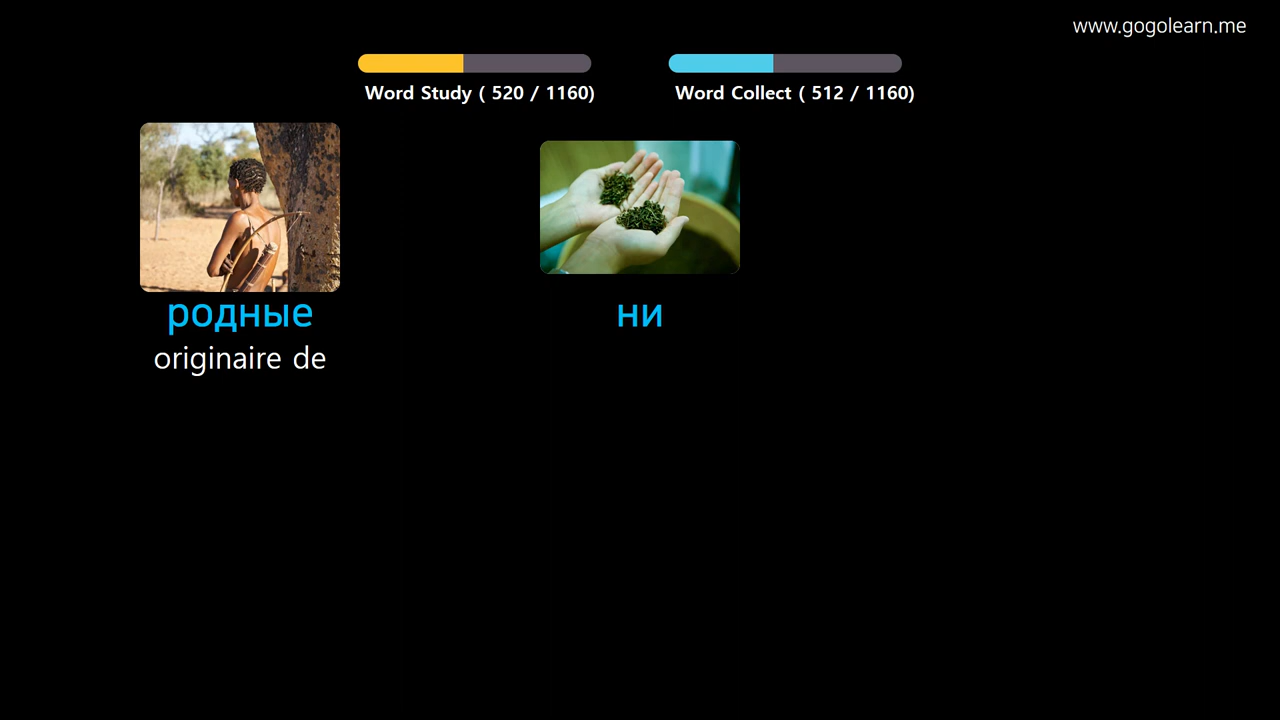 www.gogolearn.me
Word Study ( 520 / 1160)
Word Collect ( 512 / 1160)
родные
originaire de
ни